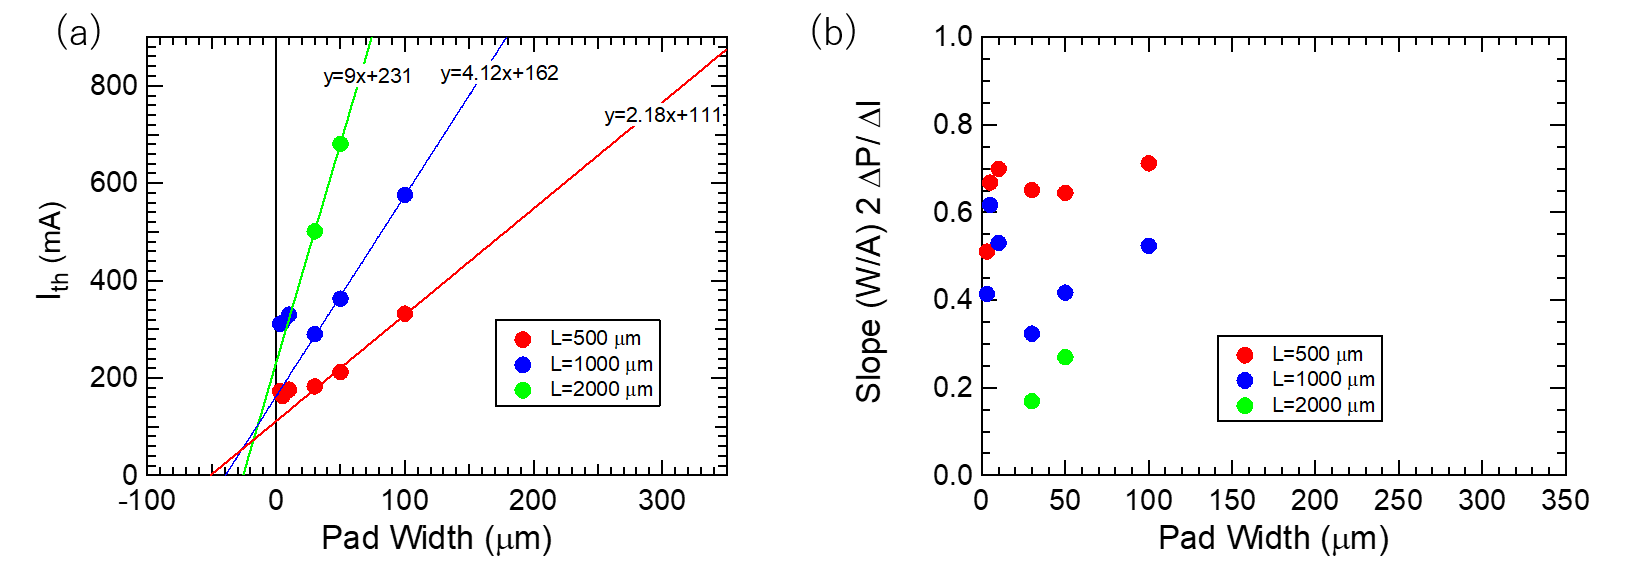 (a)
800
600
400
200
0
-100 0 100 200 300
I_th (mA)
Pad Width (μm)
y=9x+231
y=4.12x+162
y=2.18x+111
L=500 μm
L=1000 μm
L=2000 μm
(b)
1.0
0.8
0.6
0.4
0.2
0.0
0 50 100 150 200 250 300 350
Slope (W/A) 2 ΔP/ ΔI
Pad Width (μm)
L=500 μm
L=1000 μm
L=2000 μm